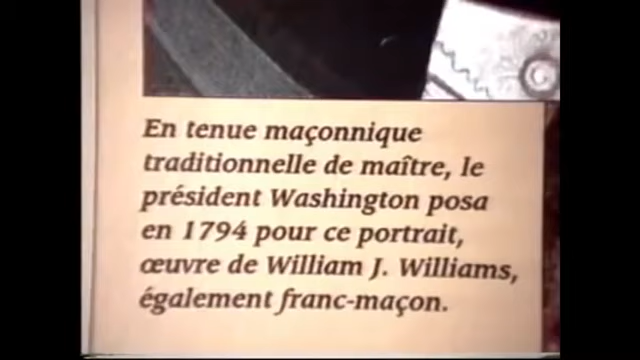 En tenue maçonnique
traditionnelle de maître, le
président Washington posa
en 1794 pour ce portrait,
œuvre de William J. Williams,
également franc-maçon.